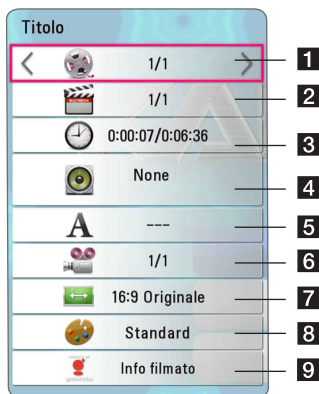 Titolo
1/1 1
1/1 2
0:00:07/0:06:36 3
None 4
A --- 5
1/1 6
16:9 Originale 7
Standard 8
Info filmato 9